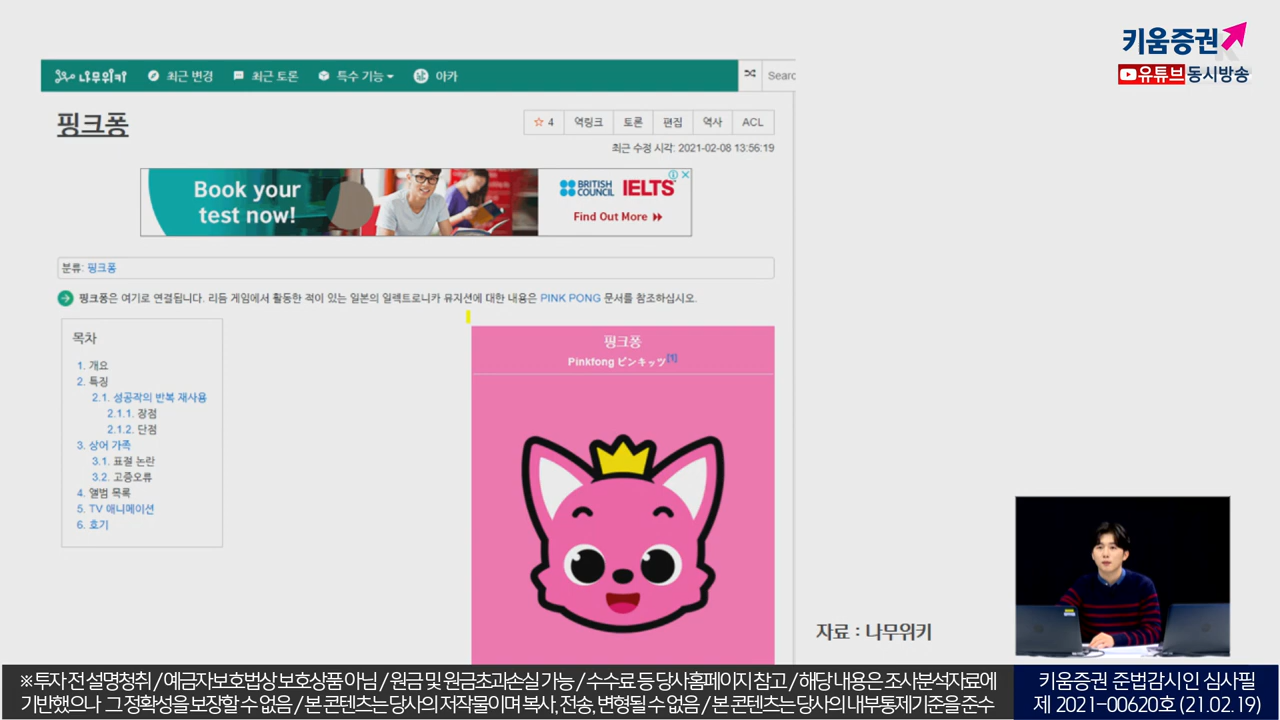 키움증권
유튜브 동시방송
나무위키 최근 변경 최근 토론 특수 기능 아카 Searc
핑크퐁
4 역링크 토론 편집 역사 ACL
최근 수정 시각: 2021-02-08 13:56:19
Book your
test now!
BRITISH
COUNCIL
IELTS
Find Out More
분류: 핑크퐁
핑크퐁은 여기로 연결됩니다. 리듬 게임에서 활동한 적이 있는 일본의 일렉트로니카 뮤지션에 대한 내용은 PINK PONG 문서를 참조하십시오.
목차
1. 개요
2. 특징
2.1. 성공작의 반복 재사용
2.1.1. 장점
2.1.2. 단점
3. 상어 가족
3.1. 표절 논란
3.2. 고증오류
4. 앨범 목록
5. TV 애니메이션
6. 호기
핑크퐁
Pinkfong ピンキッツ[1]
자료 : 나무위키
※ 투자 전 설명청취 / 예금자보호법상 보호상품 아님 / 원금 및 원금초과손실 가능 / 수수료 등 당사홈페이지 참고 / 해당 내용은 조사분석자료에
기반했으나 그 정확성을 보장할 수 없음 / 본 콘텐츠는 당사의 저작물이며 복사, 전송, 변형될 수 없음 / 본 콘텐츠는 당사의 내부통제기준을 준수
키움증권 준법감시인 심사필
제 2021-00620호 (21.02.19)